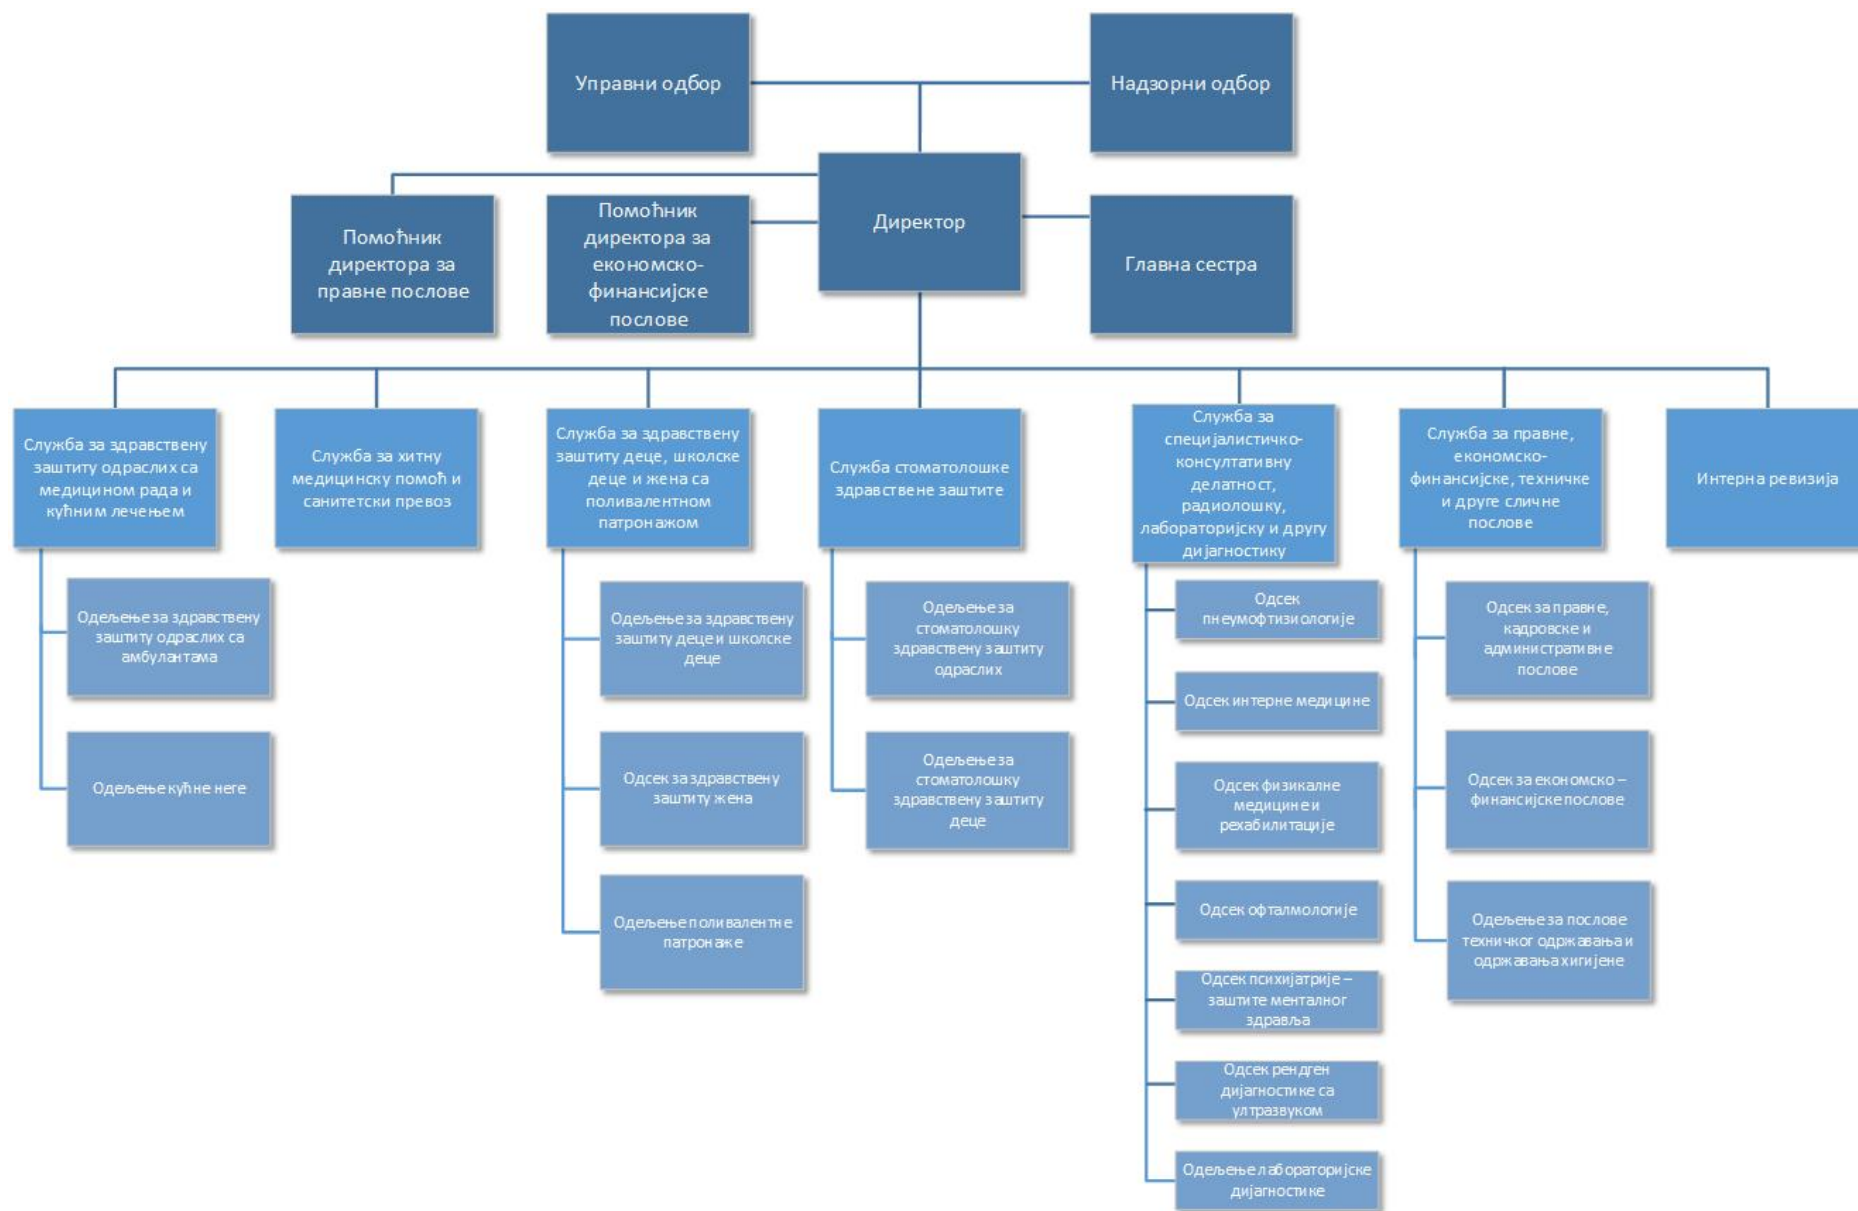 Управни одбор
Надзорни одбор
Директор
Помоћник
директора за
правне послове
Помоћник
директора за
економско-
финансијске
послове
Главна сестра
Служба за здравствену
заштиту одраслих са
медицином рада и
кућним лечењем
Служба за хитну
медицинску помоћ и
санитетски превоз
Служба за здравствену
заштиту деце, школске
деце и жена са
поливалентном
патронажом
Служба стоматолошке
здравствене заштите
Служба за
специјалистичко-
консултативну
делатност,
радиолошку,
лабораторијску и другу
дијагностику
Служба за правне,
економско-
финансијске, техничке
и друге сличне
послове
Интерна ревизија
Одељење за здравствену
заштиту одраслих са
амбулантама
Одељење кућне неге
Одељење за здравствену
заштиту деце и школске
деце
Одсек за здравствену
заштиту жена
Одељење поливалентне
патронаже
Одељење за
стоматолошку
здравствену заштиту
одраслих
Одељење за
стоматолошку
здравствену заштиту
деце
Одсек
пнеумофтизиологије
Одсек интерне медицине
Одсек физикалне
медицине и
рехабилитације
Одсек офталмологије
Одсек психијатрије –
заштите менталног
здравља
Одсек рендген
дијагностике са
ултразвуком
Одељење лабораторијске
дијагностике
Одсек за правне,
кадровске и
административне
послове
Одсек за економско –
финансијске послове
Одељење за послове
техничког одржавања и
одржавања хигијене